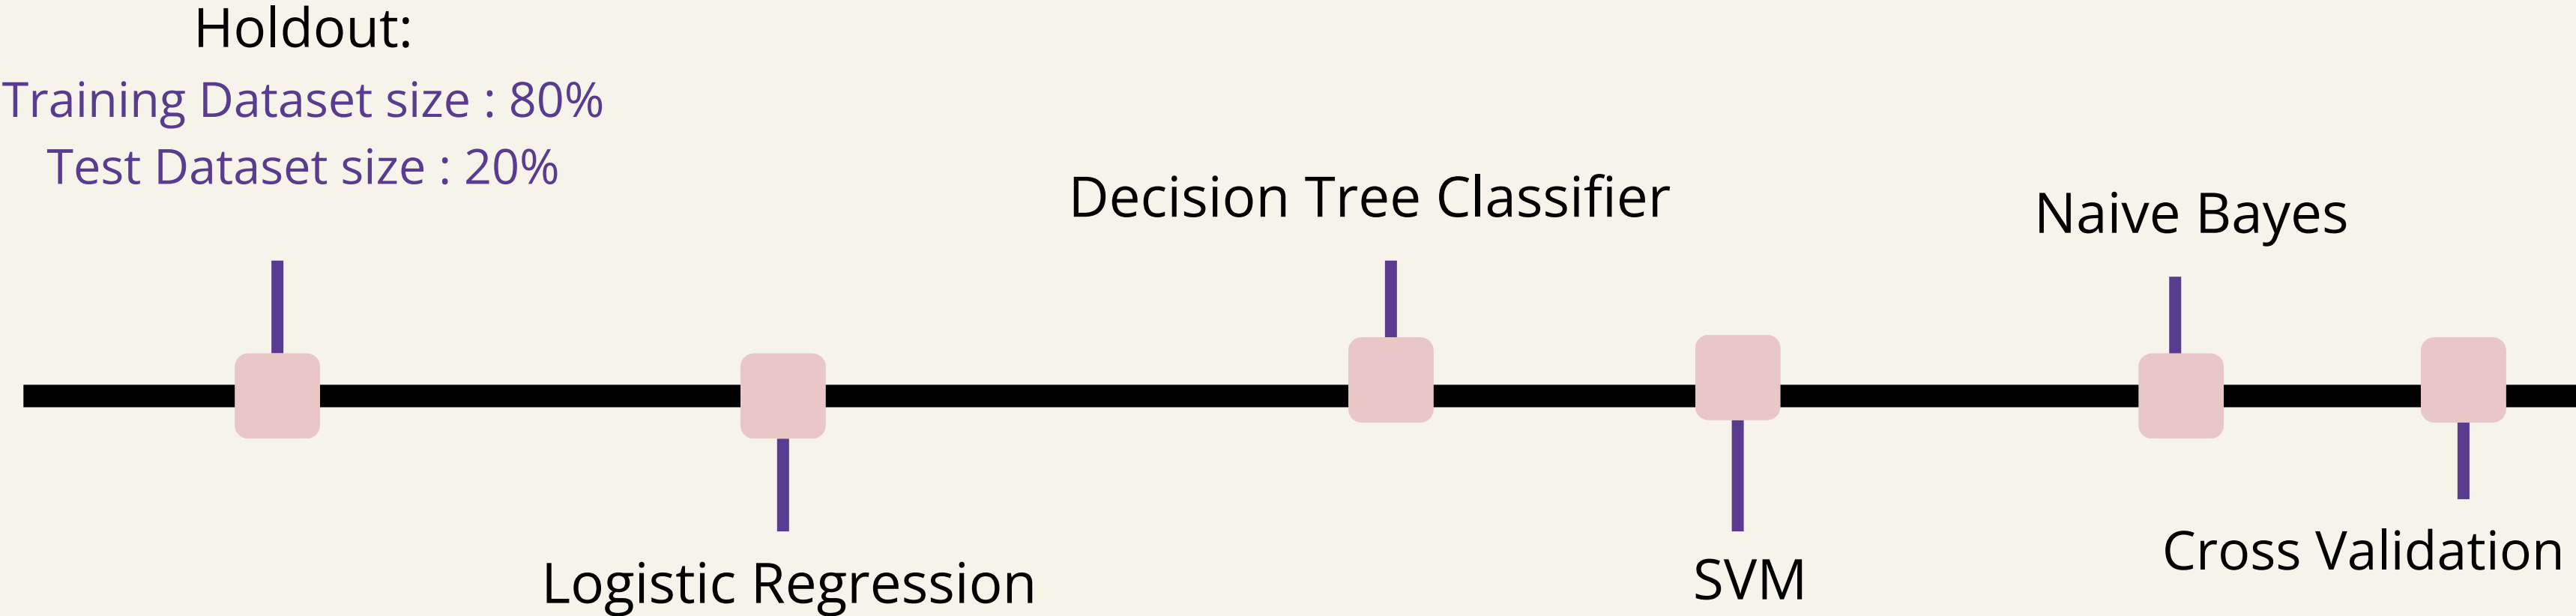 Holdout:
Training Dataset size : 80%
Test Dataset size : 20%
Logistic Regression
Decision Tree Classifier
SVM
Naive Bayes
Cross Validation